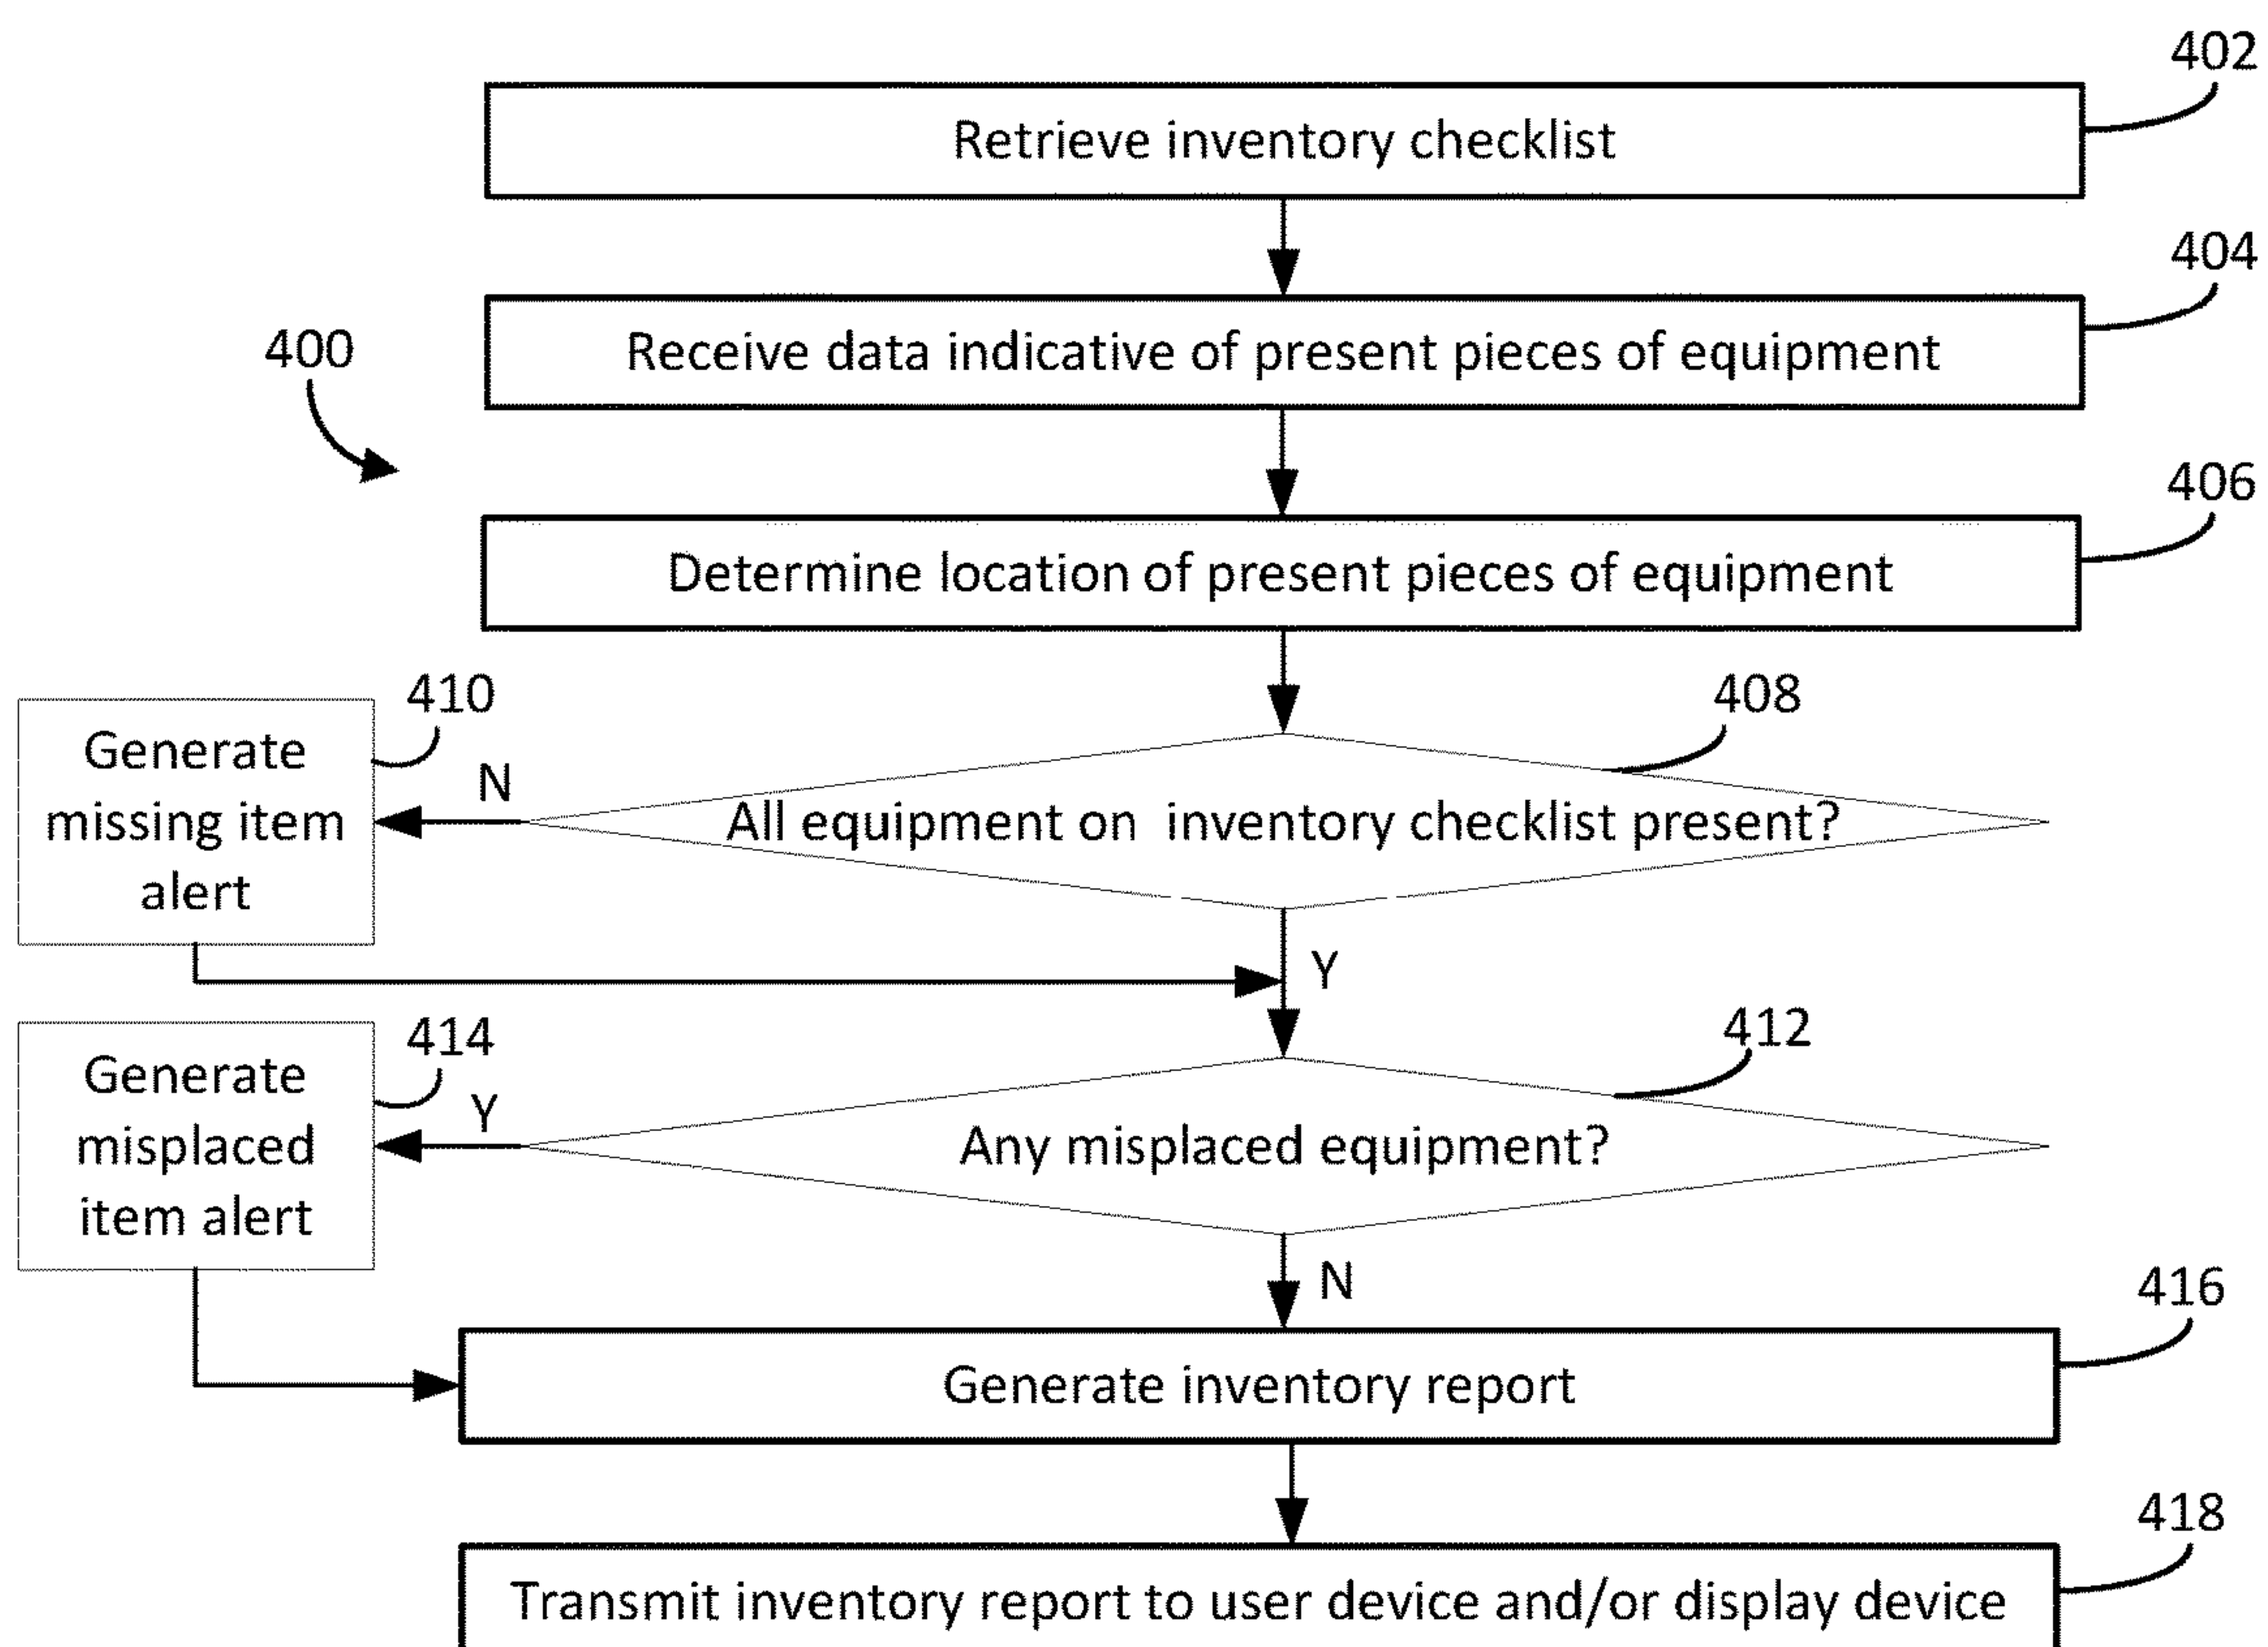 402
Retrieve inventory checklist
404
Receive data indicative of present pieces of equipment
400
406
Determine location of present pieces of equipment
410
408
Generate
missing item
alert
N
All equipment on inventory checklist present?
Y
414
412
Generate
misplaced
item alert
Y
Any misplaced equipment?
N
416
Generate inventory report
418
Transmit inventory report to user device and/or display device